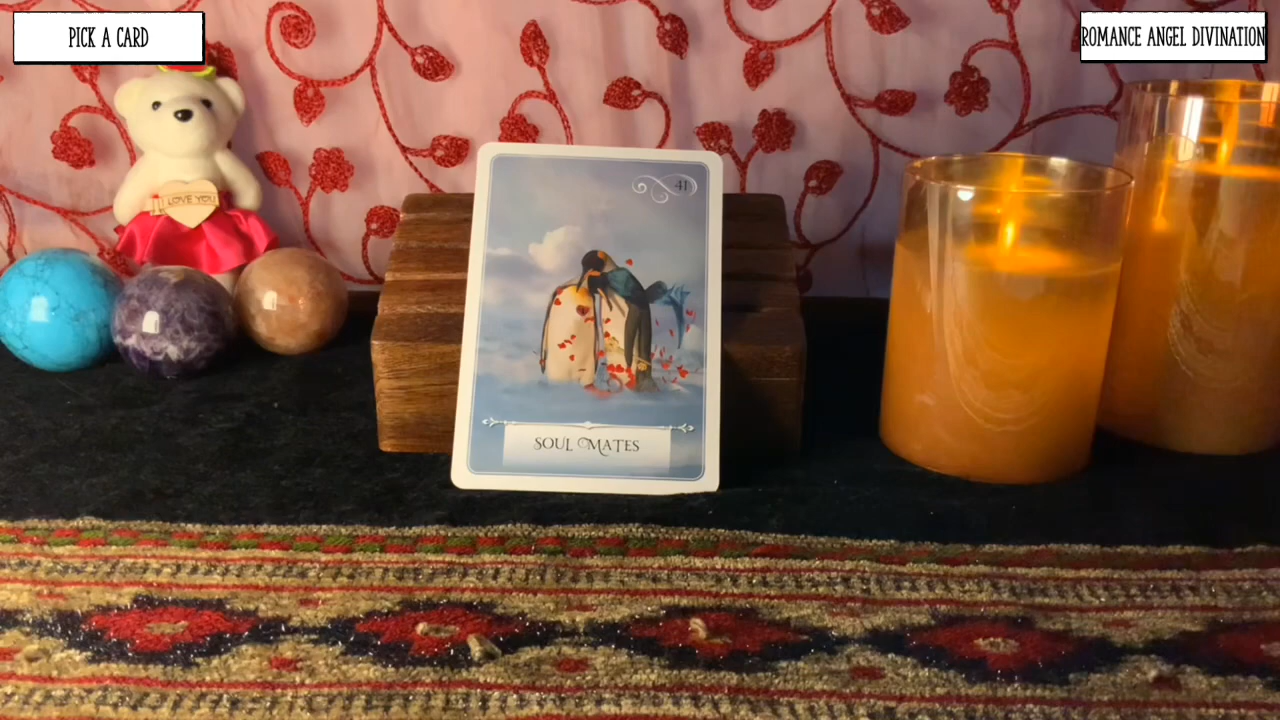 PICK A CARD
ROMANCE ANGEL DIVINATION
I LOVE YOU
41
SOUL MATES